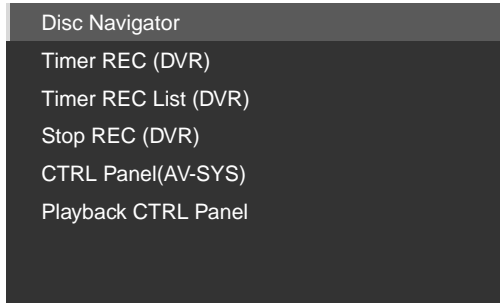 Disc Navigator
Timer REC (DVR)
Timer REC List (DVR)
Stop REC (DVR)
CTRL Panel(AV-SYS)
Playback CTRL Panel